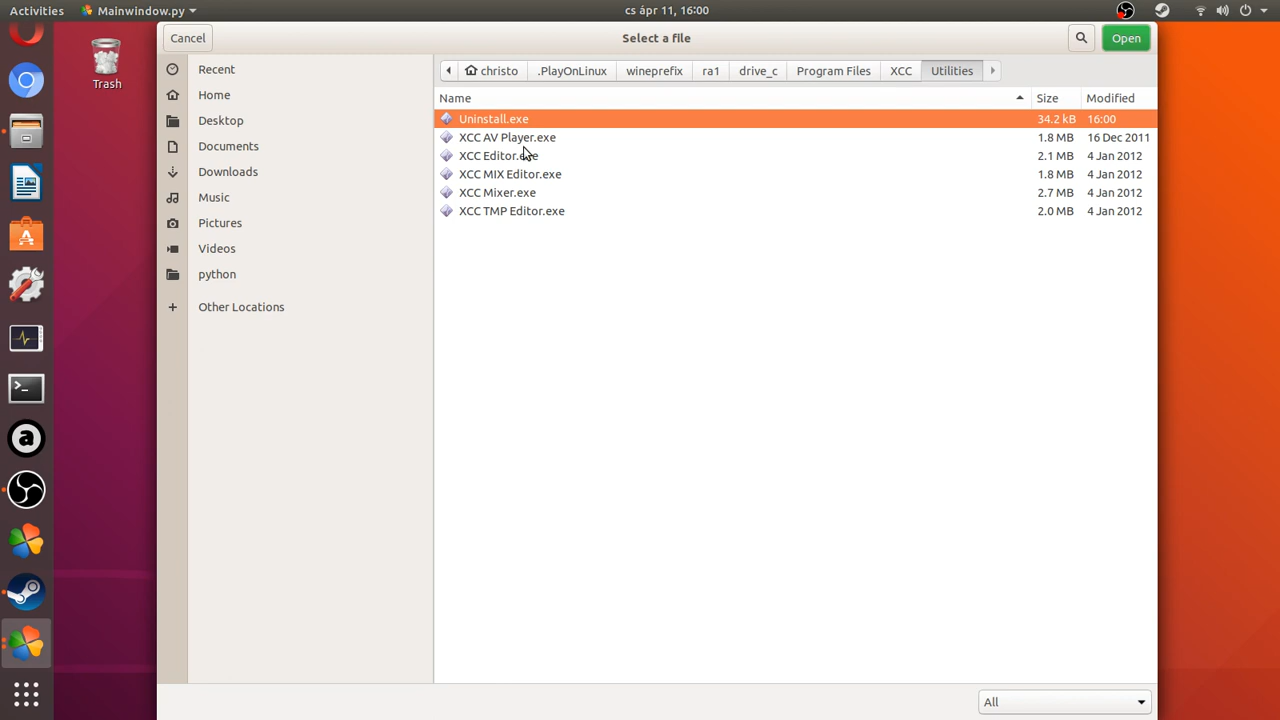 Activities Mainwindow.py cs ápr 11, 16:00
Cancel Select a file Open
Trash
christo .PlayOnLinux wineprefix ra1 drive_c Program Files XCC Utilities
Recent
Home
Desktop
Documents
Downloads
Music
Pictures
Videos
python
Other Locations
Name Size Modified
Uninstall.exe 34.2 kB 16:00
XCC AV Player.exe 1.8 MB 16 Dec 2011
XCC Editor.exe 2.1 MB 4 Jan 2012
XCC MIX Editor.exe 1.8 MB 4 Jan 2012
XCC Mixer.exe 2.7 MB 4 Jan 2012
XCC TMP Editor.exe 2.0 MB 4 Jan 2012
All